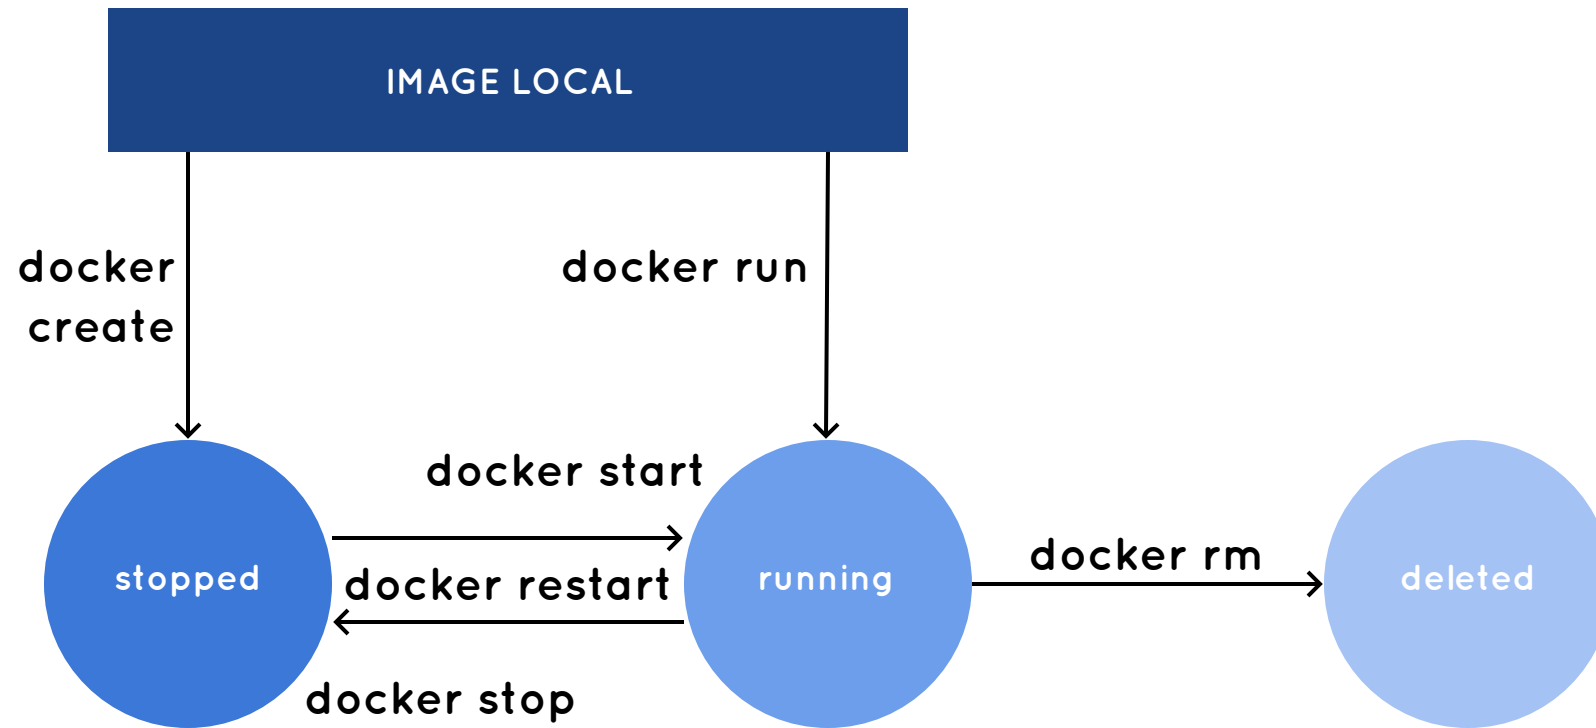 IMAGE LOCAL
docker
create
docker run
docker start
docker restart
docker stop
docker rm
stopped
running
deleted